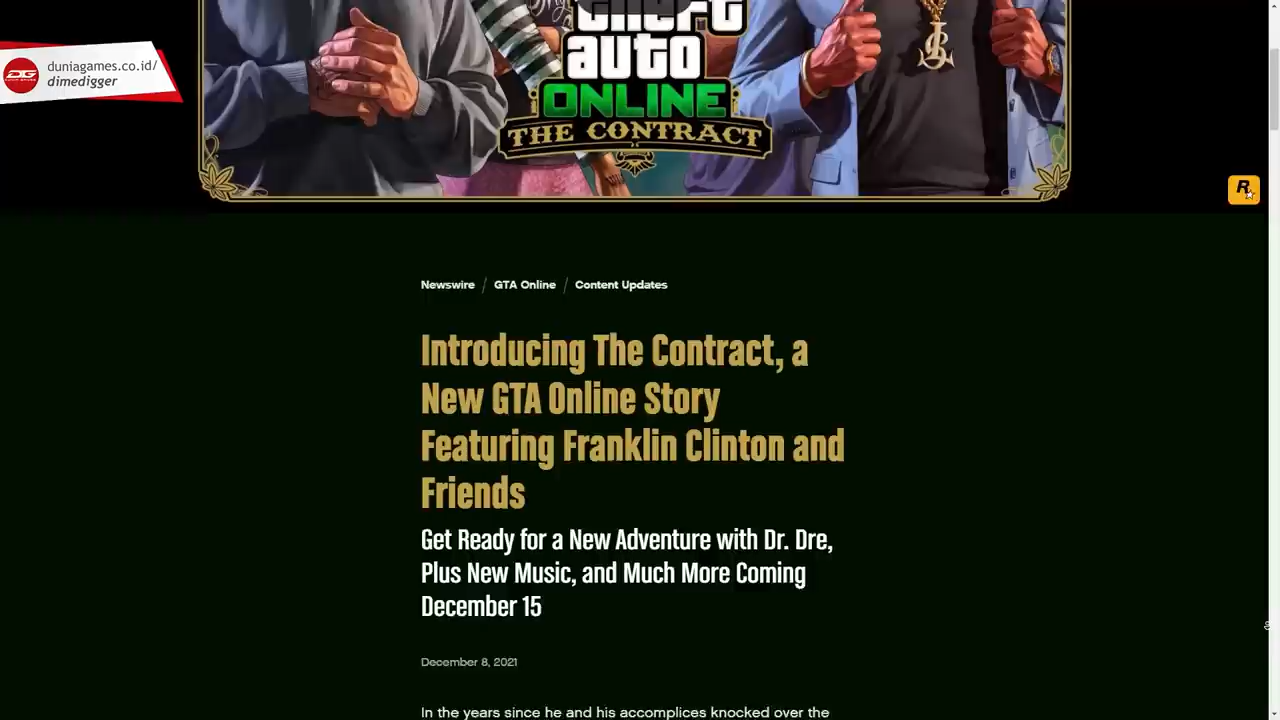 theft
auto
ONLINE
THE CONTRACT
DG
duniagames.co.id/
dimedigger
R
Newswire / GTA Online / Content Updates
Introducing The Contract, a
New GTA Online Story
Featuring Franklin Clinton and
Friends
Get Ready for a New Adventure with Dr. Dre,
Plus New Music, and Much More Coming
December 15
December 8, 2021
In the years since he and his accomplices knocked over the